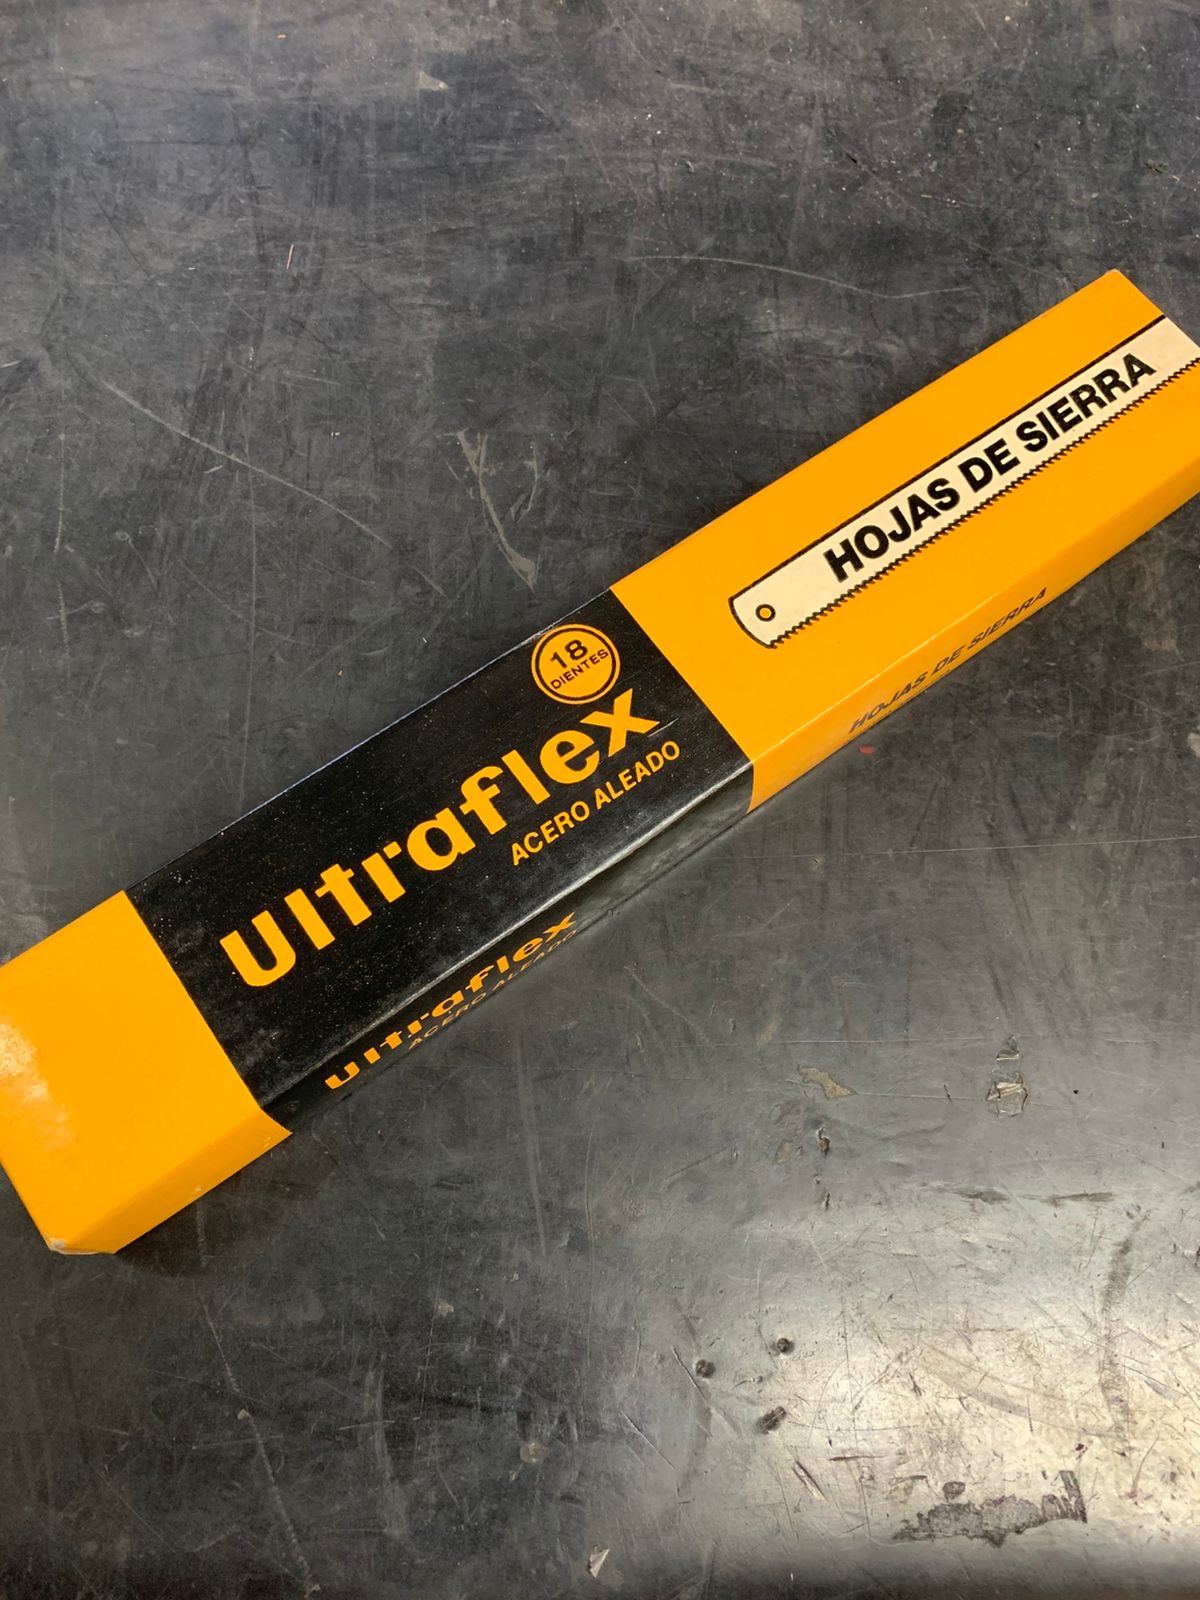 18
DIENTES
ultraflex
ACERO ALEADO
HOJAS DE SIERRA
ultraflex
ACERO ALEADO
HOJAS DE SIERRA